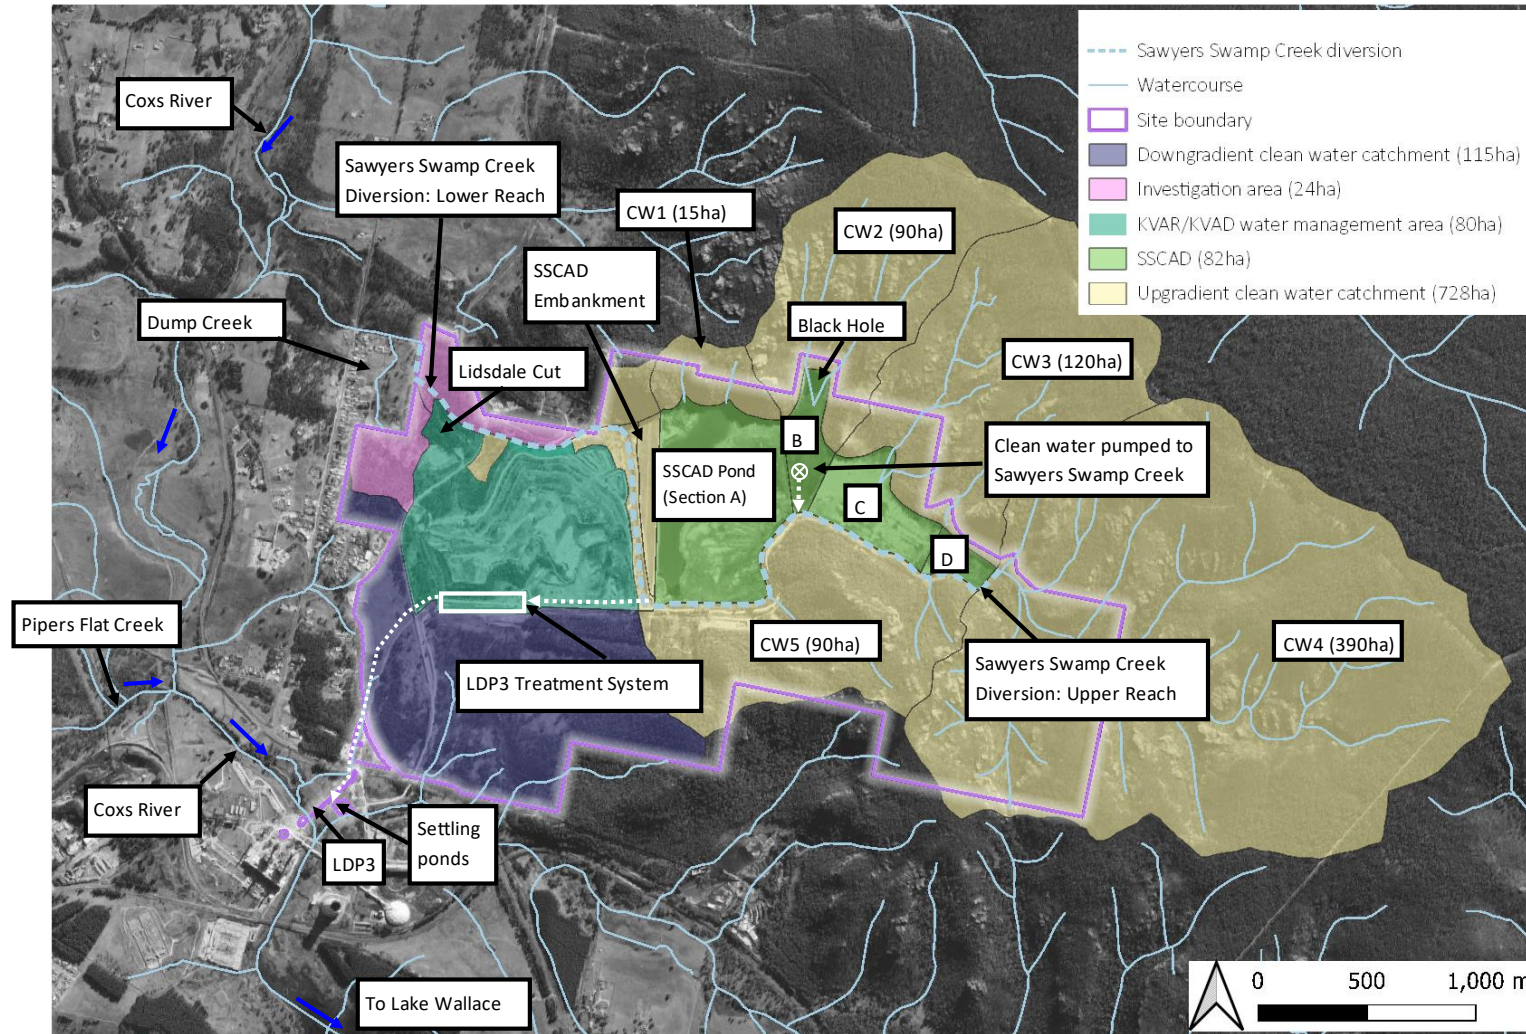 Sawyers Swamp Creek diversion
Watercourse
Site boundary
Downgradient clean water catchment (115ha)
Investigation area (24ha)
KVAR/KVAD water management area (80ha)
SSCAD (82ha)
Upgradient clean water catchment (728ha)
Coxs River
Sawyers Swamp Creek
Diversion: Lower Reach
CW1 (15ha)
CW2 (90ha)
SSCAD
Embankment
Black Hole
Dump Creek
Lidsdale Cut
CW3 (120ha)
B
Clean water pumped to
Sawyers Swamp Creek
SSCAD Pond
(Section A)
C
D
Pipers Flat Creek
CW5 (90ha)
CW4 (390ha)
Sawyers Swamp Creek
Diversion: Upper Reach
LDP3 Treatment System
Coxs River
Settling
ponds
LDP3
To Lake Wallace
0 500 1,000 m